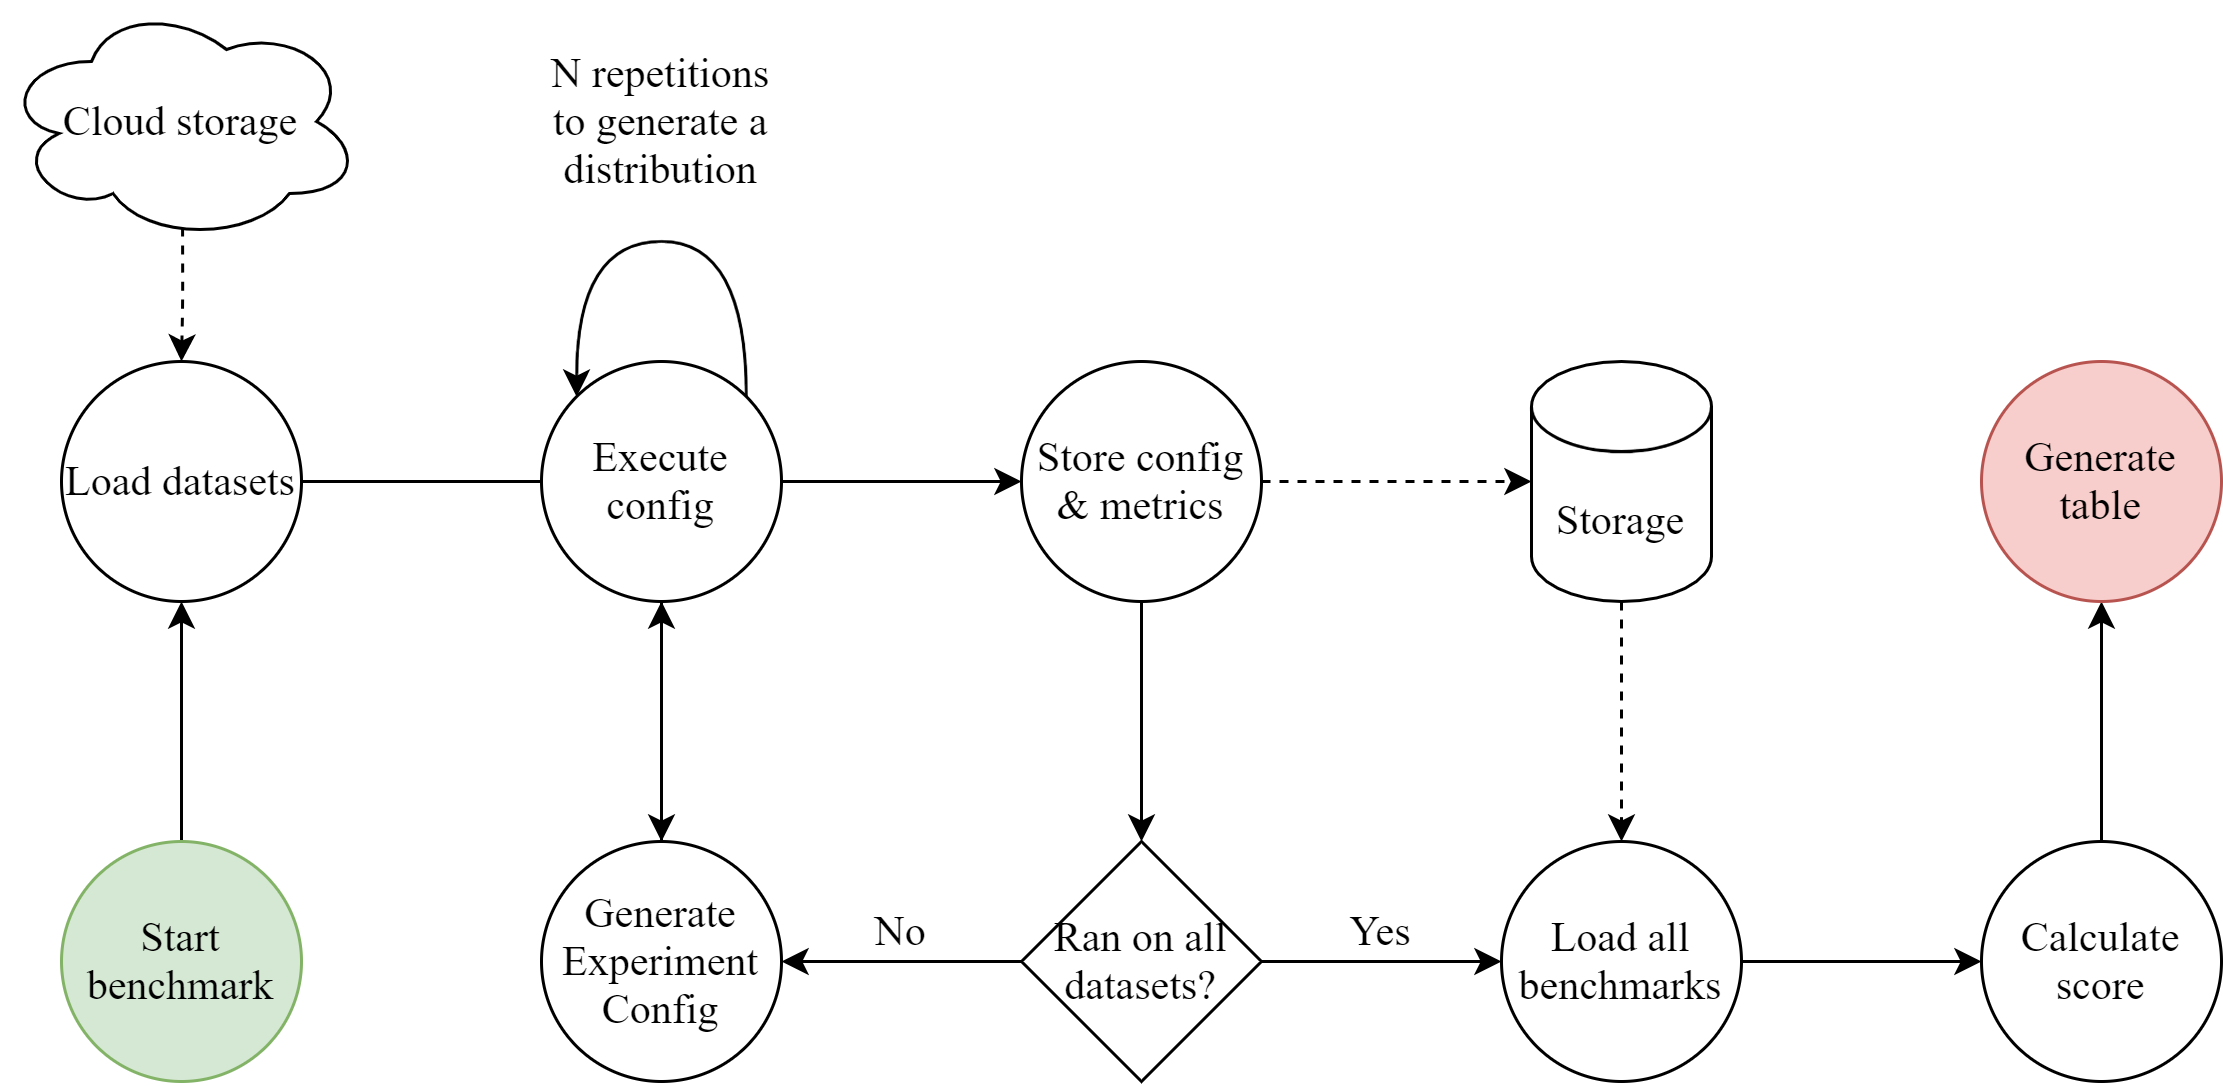 Cloud storage
N repetitions
to generate a
distribution
Load datasets
Execute
config
Store config
& metrics
Storage
Generate
table
Start
benchmark
Generate
Experiment
Config
No
Ran on all
datasets?
Yes
Load all
benchmarks
Calculate
score